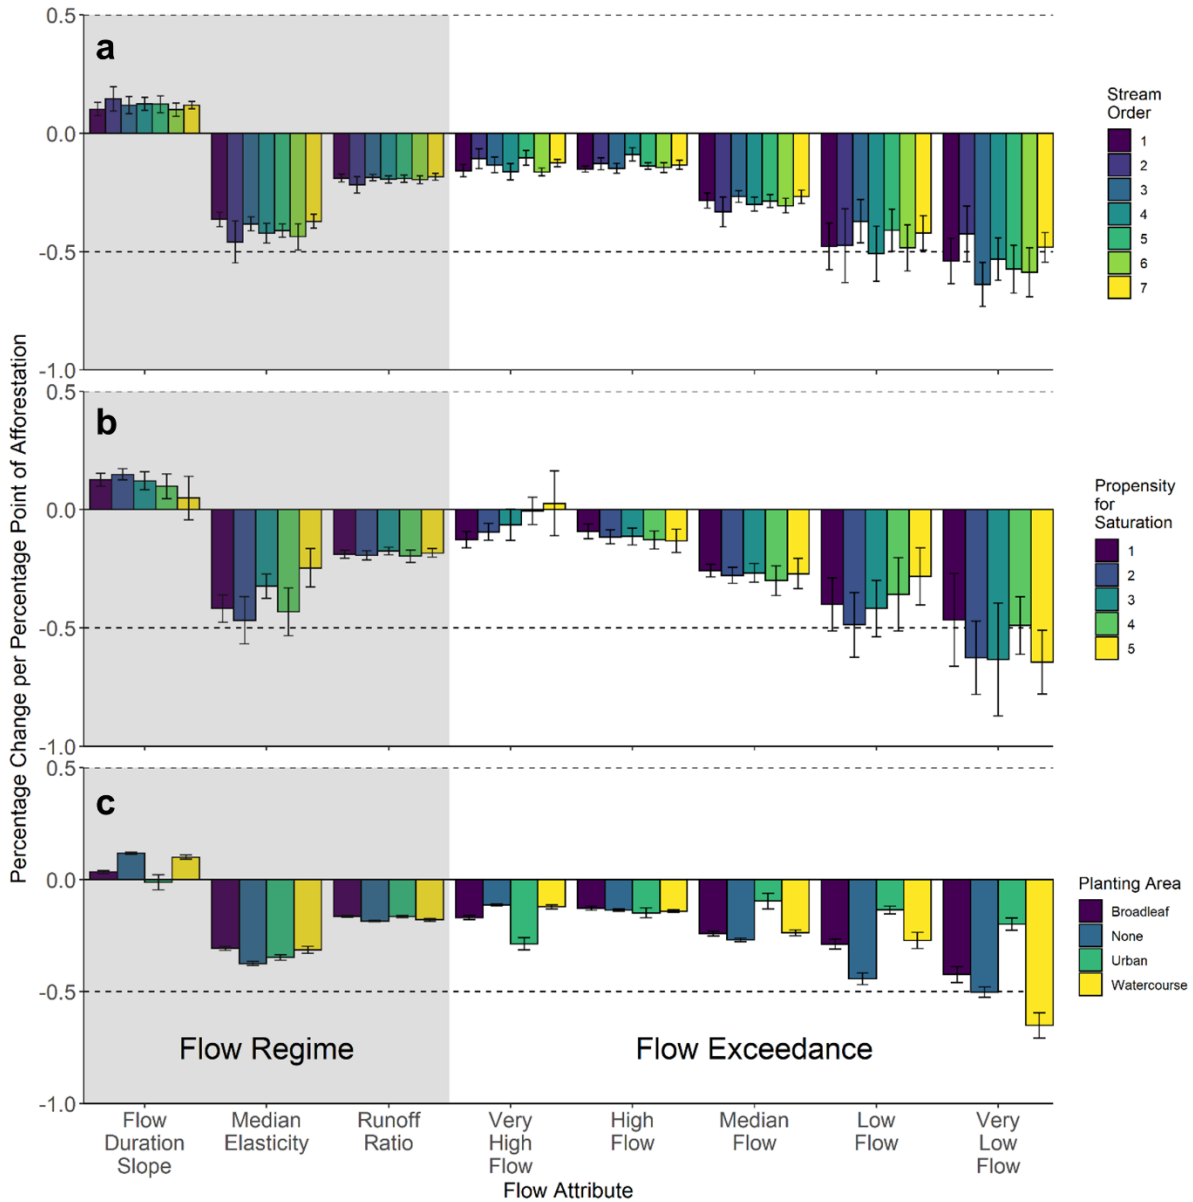 Percentage Change per Percentage Point of Afforestation
a
0.5
0.0
-0.5
-1.0
Stream
Order
1
2
3
4
5
6
7
b
0.5
0.0
-0.5
-1.0
Propensity
for
Saturation
1
2
3
4
5
c
0.5
0.0
-0.5
-1.0
Planting Area
Broadleaf
None
Urban
Watercourse
Flow Regime
Flow Exceedance
Flow
Duration
Slope
Median
Elasticity
Runoff
Ratio
Very
High
Flow
High
Flow
Median
Flow
Low
Flow
Very
Low
Flow
Flow Attribute